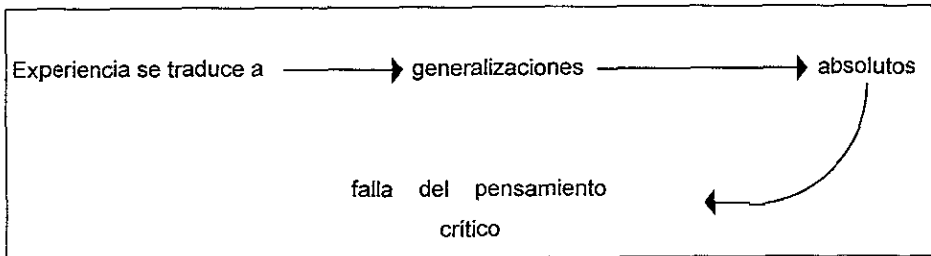 Experiencia se traduce a generalizaciones absolutos
falla del pensamiento
crítico